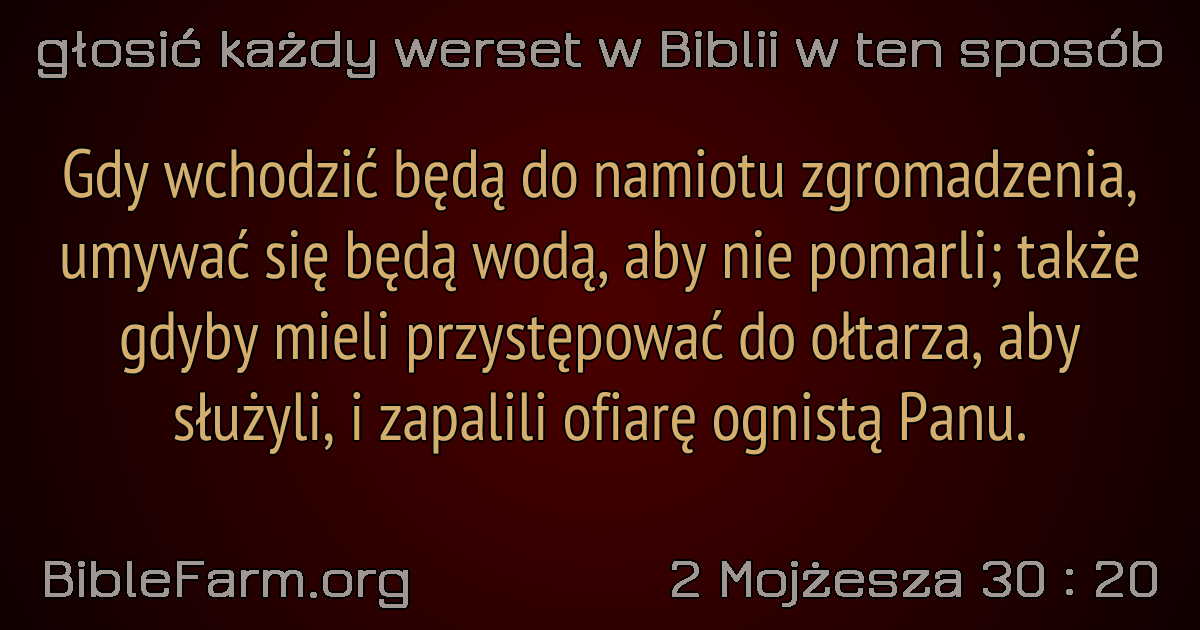 głosić każdy werset w Biblii w ten sposób
Gdy wchodzić będą do namiotu zgromadzenia,
umywać się będą wodą, aby nie pomarli; także
gdyby mieli przystępować do ołtarza, aby
służyli, i zapalili ofiarę ognistą Panu.
BibleFarm.org
2 Mojżesza 30 : 20